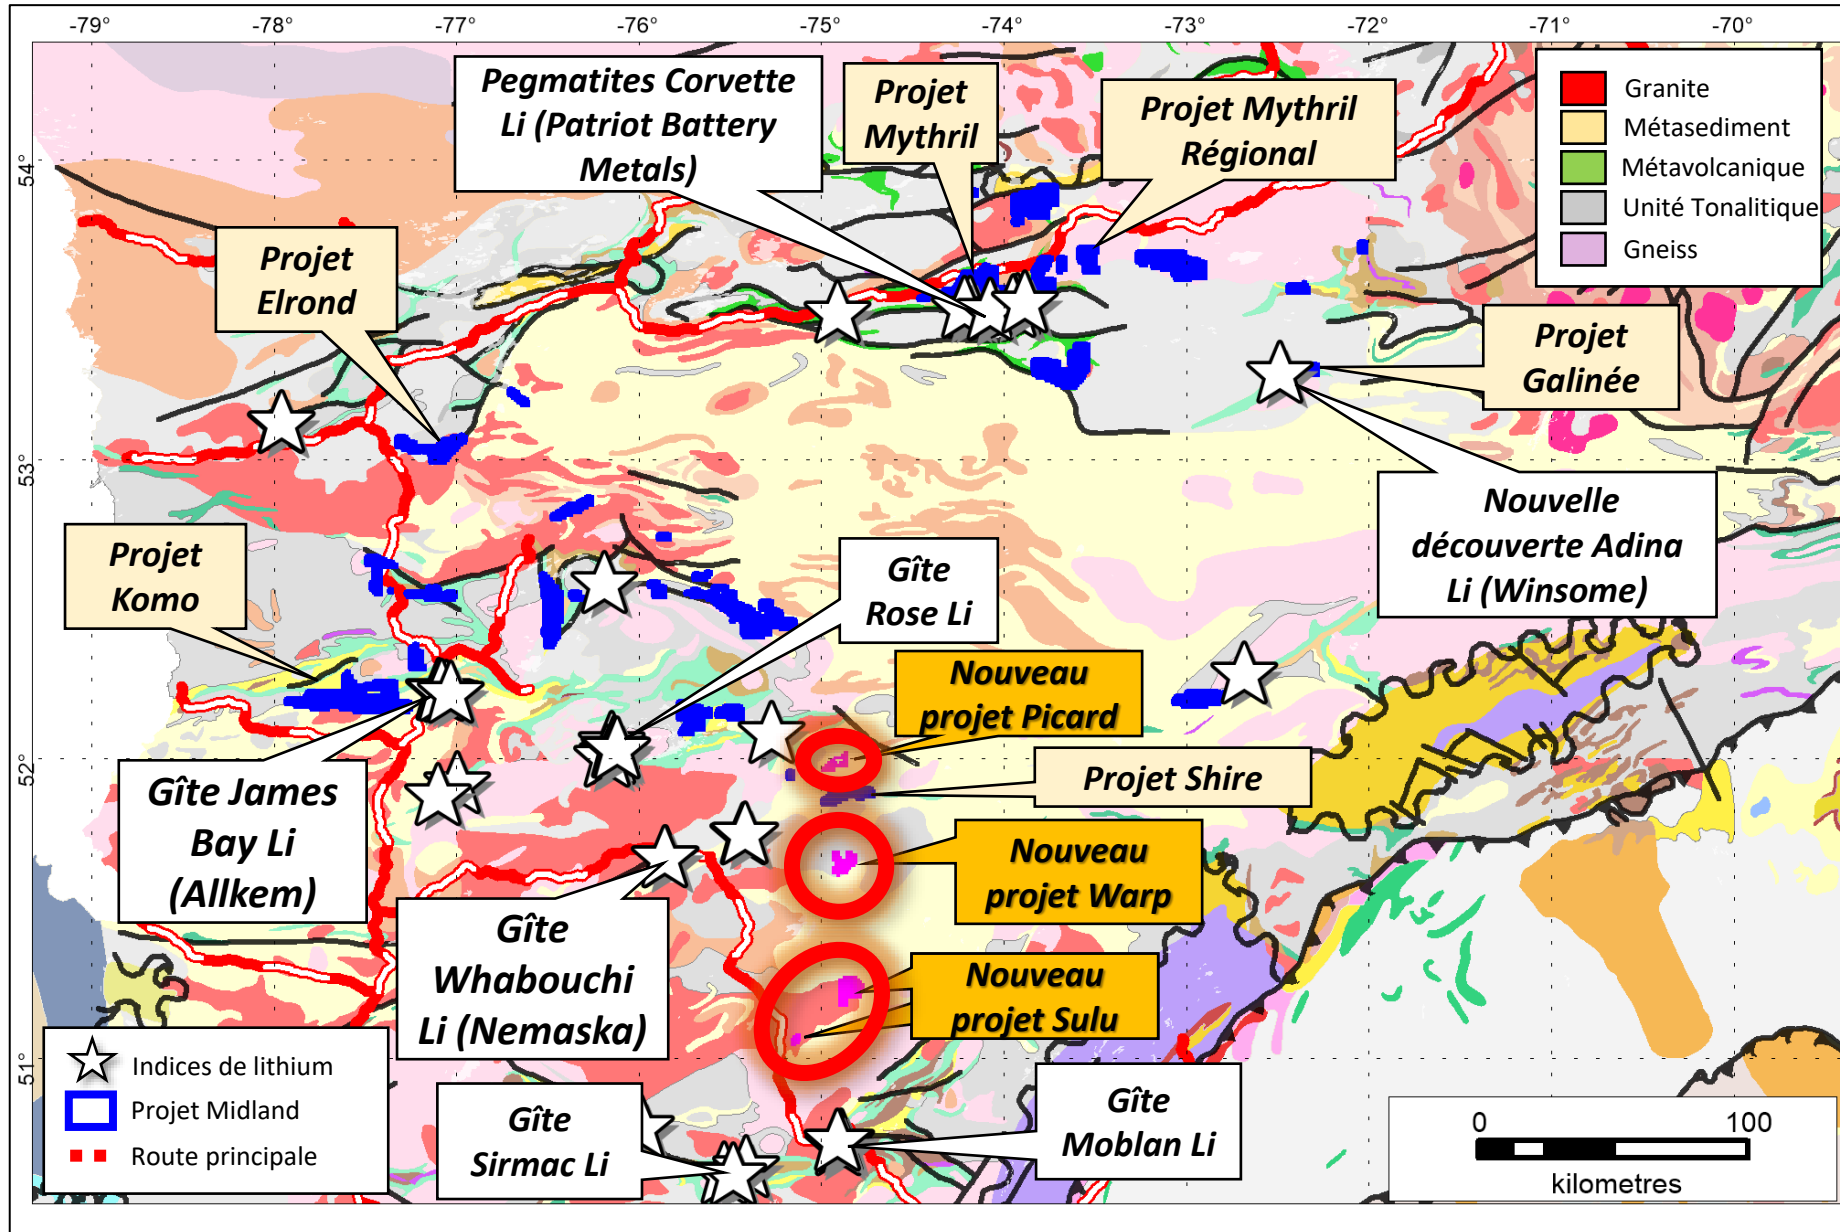 -79°
-78°
-77°
-76°
-75°
-74°
-73°
-72°
-71°
-70°
54°
53°
52°
51°
Pegmatites Corvette
Li (Patriot Battery
Metals)
Projet
Mythril
Projet Mythril
Régional
Granite
Métasediment
Métavolcanique
Unité Tonalitique
Gneiss
Projet
Elrond
Projet
Galinée
Nouvelle
découverte Adina
Li (Winsome)
Projet
Komo
Gîte
Rose Li
Nouveau
projet Picard
Projet Shire
Gîte James
Bay Li
(Allkem)
Nouveau
projet Warp
Gîte
Whabouchi
Li (Nemaska)
Nouveau
projet Sulu
Indices de lithium
Projet Midland
Route principale
Gîte
Sirmac Li
Gîte
Moblan Li
0
100
kilometres